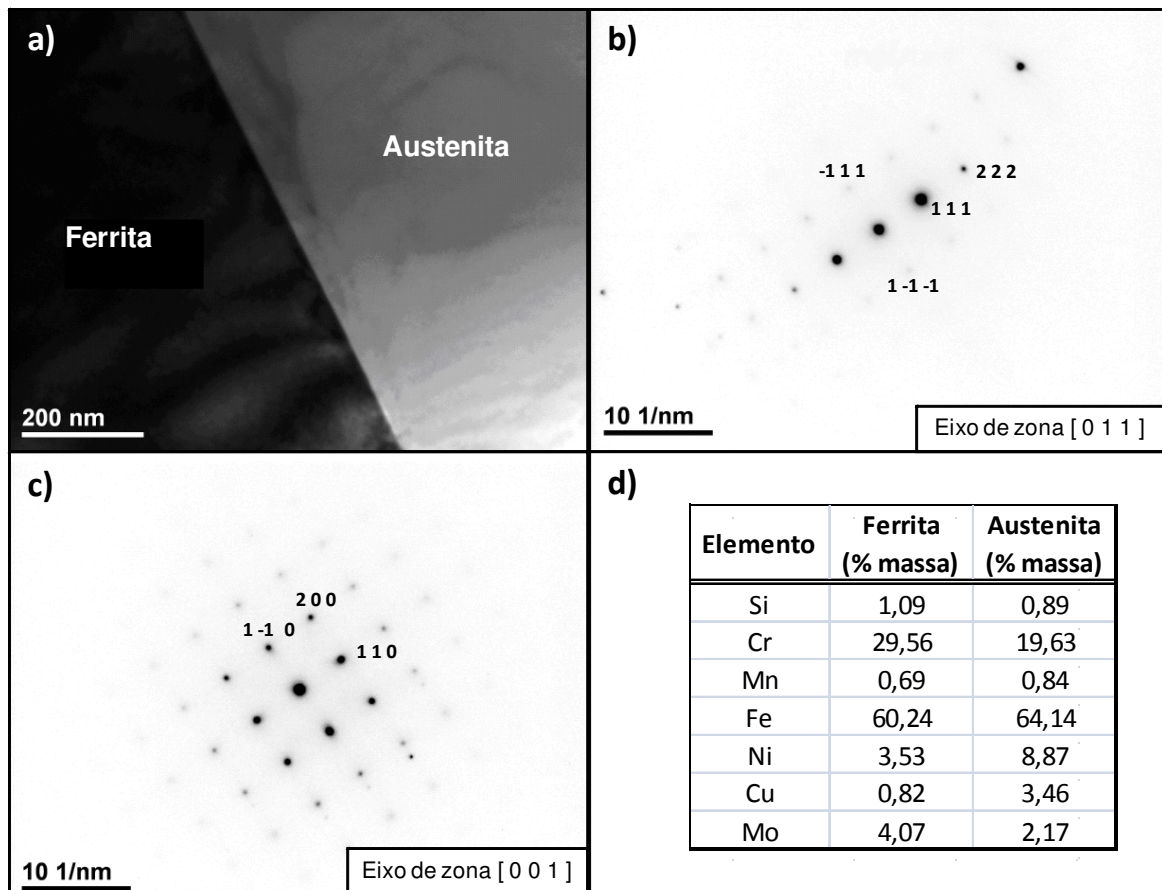 a)
Ferrita
Austenita
200 nm
b)
-1 1 1
2 2 2
1 1 1
1 -1 -1
10 1/nm
Eixo de zona [ 0 1 1 ]
c)
2 0 0
1 -1 0
1 1 0
10 1/nm
Eixo de zona [ 0 0 1 ]
d)
Elemento Ferrita (% massa) Austenita (% massa)
Si 1,09 0,89
Cr 29,56 19,63
Mn 0,69 0,84
Fe 60,24 64,14
Ni 3,53 8,87
Cu 0,82 3,46
Mo 4,07 2,17